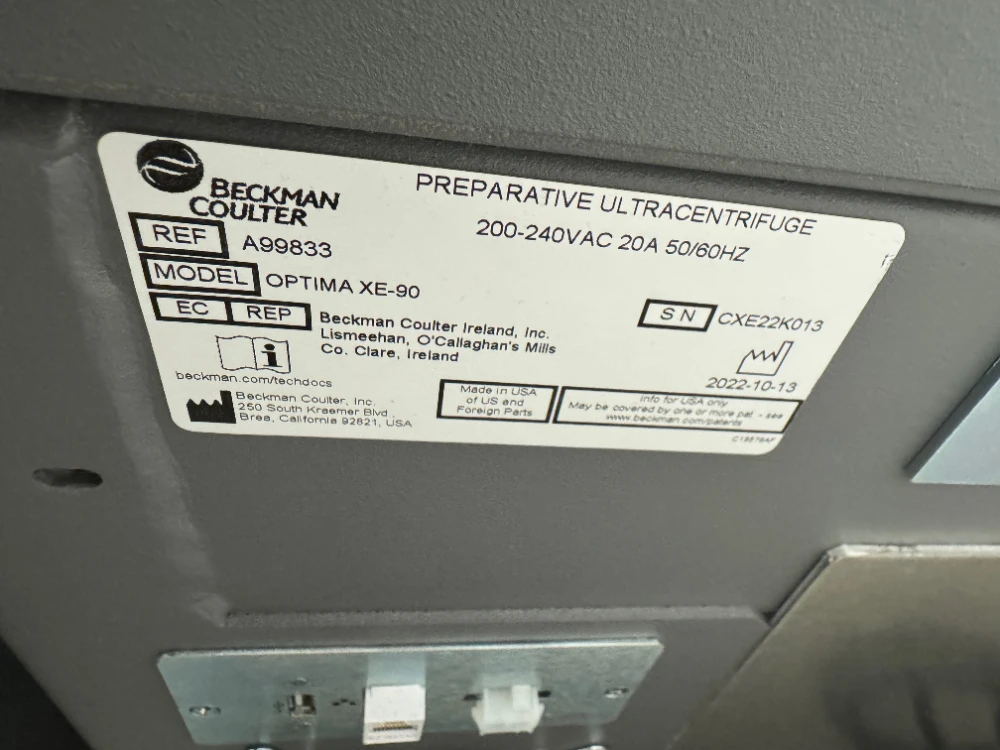 BECKMAN
COULTER
PREPARATIVE ULTRACENTRIFUGE
200-240VAC 20A 50/60HZ
REF A99833
MODEL OPTIMA XE-90
EC REP Beckman Coulter Ireland, Inc.
Lismeehan, O'Callaghan's Mills
Co. Clare, Ireland
SN CXE22K013
2022-10-13
beckman.com/techdocs
Beckman Coulter, Inc.
250 South Kraemer Blvd.
Brea, California 92821, USA
Made in USA
of US and
Foreign Parts
Info for USA only
May be covered by one or more pat. - see
www.beckman.com/patents